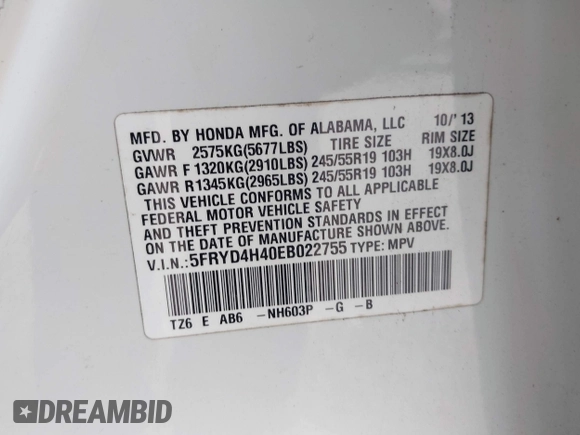 MFD. BY HONDA MFG. OF ALABAMA, LLC 10/'13
GVWR 2575KG(5677LBS) TIRE SIZE RIM SIZE
GAWR F 1320KG(2910LBS) 245/55R19 103H 19X8.0J
GAWR R 1345KG(2965LBS) 245/55R19 103H 19X8.0J
THIS VEHICLE CONFORMS TO ALL APPLICABLE
FEDERAL MOTOR VEHICLE SAFETY
AND THEFT PREVENTION STANDARDS IN EFFECT
ON THE DATE OF MANUFACTURE SHOWN ABOVE.
V.I.N.:5FRYD4H40EB022755 TYPE: MPV
TZ6 E AB6 -NH603P -G -B
DREAMBID